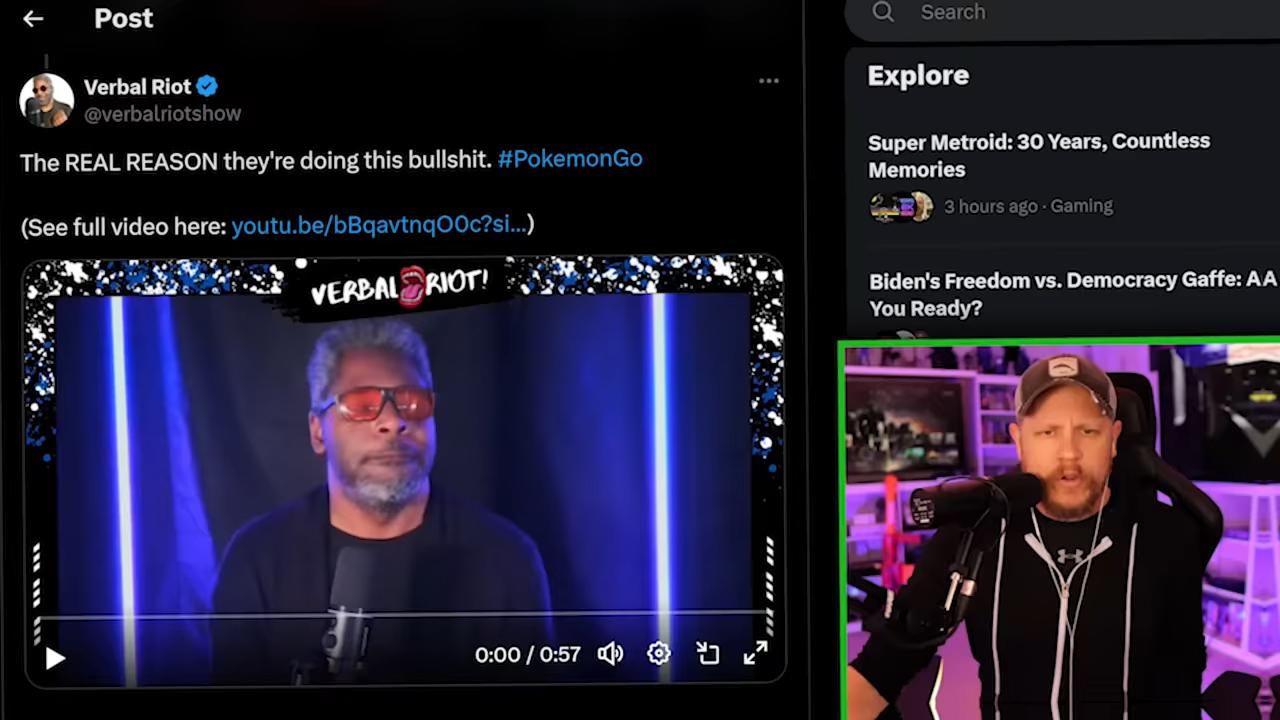 Post
Verbal Riot
@verbalriotshow
The REAL REASON they're doing this bullshit. #PokemonGo
(See full video here: youtu.be/bBqavtnqO0c?si...)
VERBAL RIOT!
0:00 / 0:57
Search
Explore
Super Metroid: 30 Years, Countless
Memories
3 hours ago · Gaming
Biden's Freedom vs. Democracy Gaffe: AA
You Ready?